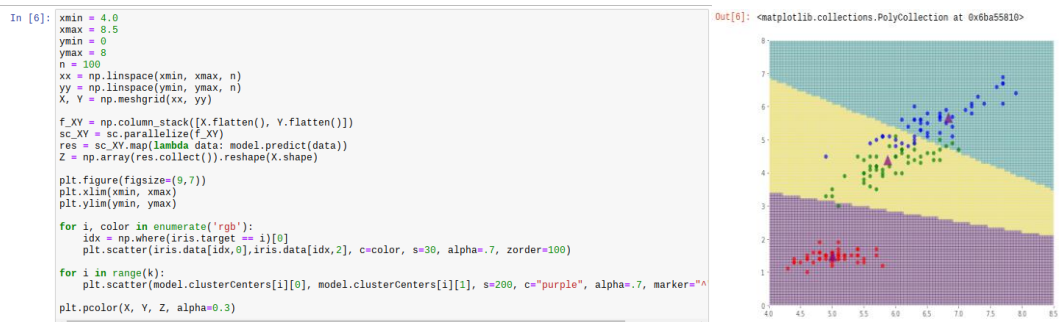 In [6]:
xmin = 4.0
xmax = 8.5
ymin = 0
ymax = 8
n = 100
xx = np.linspace(xmin, xmax, n)
yy = np.linspace(ymin, ymax, n)
X, Y = np.meshgrid(xx, yy)
f_XY = np.column_stack([X.flatten(), Y.flatten()])
sc_XY = sc.parallelize(f_XY)
res = sc_XY.map(lambda data: model.predict(data))
Z = np.array(res.collect()).reshape(X.shape)
plt.figure(figsize=(9,7))
plt.xlim(xmin, xmax)
plt.ylim(ymin, ymax)
for i, color in enumerate('rgb'):
    idx = np.where(iris.target == i)[0]
    plt.scatter(iris.data[idx,0],iris.data[idx,2], c=color, s=30, alpha=.7, zorder=100)
for i in range(k):
    plt.scatter(model.clusterCenters[i][0], model.clusterCenters[i][1], s=200, c="purple", alpha=.7, marker="^
plt.pcolor(X, Y, Z, alpha=0.3)
Out[6]: <matplotlib.collections.PolyCollection at 0x6ba55810>
8
7
6
5
4
3
2
1
0
4.0 4.5 5.0 5.5 6.0 6.5 7.0 7.5 8.0 8.5